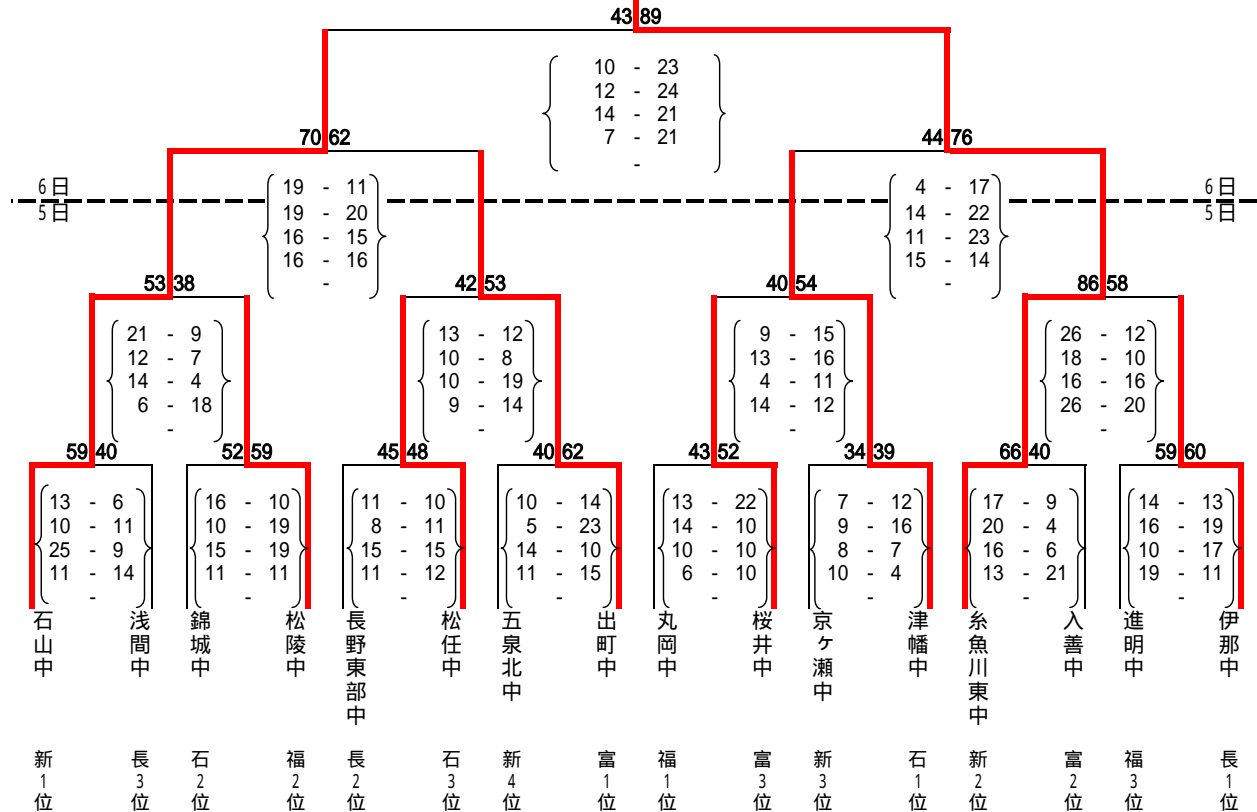 43 89
10 - 23
12 - 24
14 - 21
7 - 21
-
70 62
44 76
6日
5日
6日
5日
19 - 11
19 - 20
16 - 15
16 - 16
-
4 - 17
14 - 22
11 - 23
15 - 14
-
53 38
42 53
40 54
86 58
21 - 9
12 - 7
14 - 4
6 - 18
-
13 - 12
10 - 8
10 - 19
9 - 14
-
9 - 15
13 - 16
4 - 11
14 - 12
-
26 - 12
18 - 10
16 - 16
26 - 20
-
59 40
52 59
45 48
40 62
43 52
34 39
66 40
59 60
13 - 6
10 - 11
25 - 9
11 - 14
-
16 - 10
10 - 19
15 - 19
11 - 11
-
11 - 10
8 - 11
15 - 15
11 - 12
-
10 - 14
5 - 23
14 - 10
11 - 15
-
13 - 22
14 - 10
10 - 10
6 - 10
-
7 - 12
9 - 16
8 - 7
10 - 4
-
17 - 9
20 - 4
16 - 6
13 - 21
-
14 - 13
16 - 19
10 - 17
19 - 11
-
石山中
浅間中
錦城中
松陵中
長野東部中
松任中
五泉北中
出町中
丸岡中
桜井中
京ヶ瀬中
津幡中
糸魚川東中
入善中
進明中
伊那中
新1位
長3位
石2位
福2位
長2位
石3位
新4位
富1位
福1位
富3位
新3位
石1位
新2位
富2位
福3位
長1位